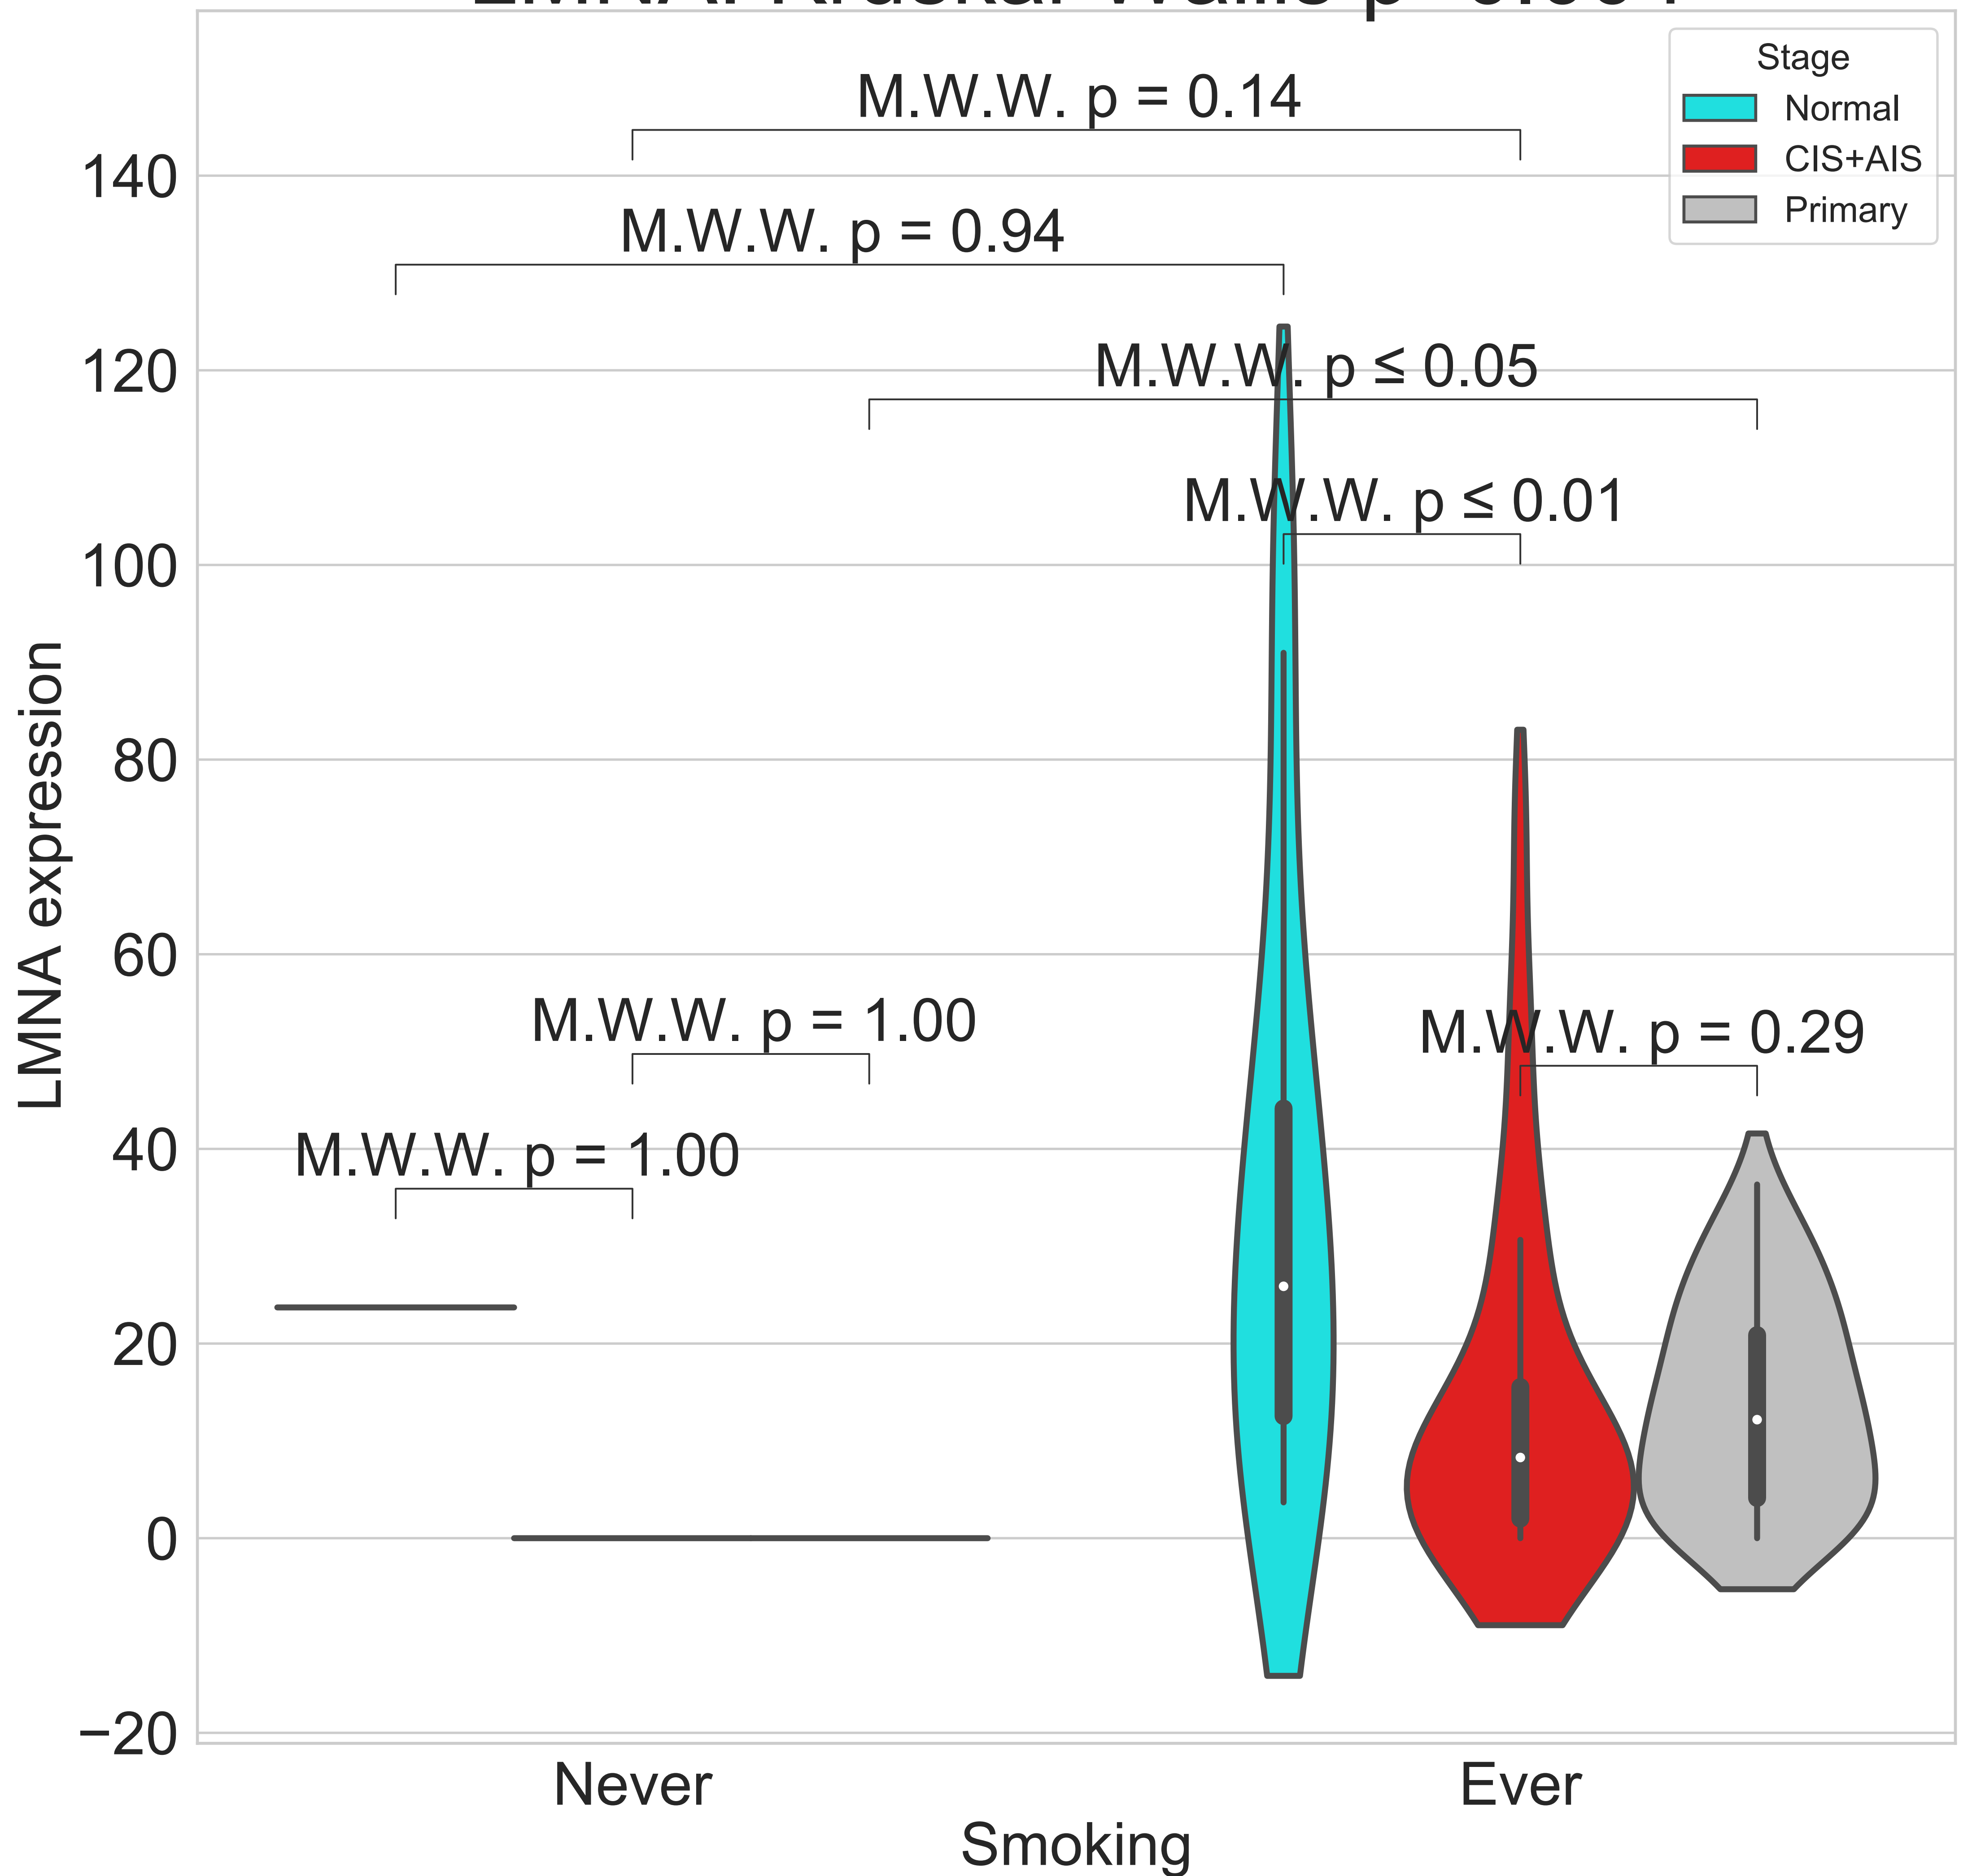 Stage
Normal
CIS+AIS
Primary
M.W.W. p = 0.14
M.W.W. p = 0.94
M.W.W. p ≤ 0.05
M.W.W. p ≤ 0.01
M.W.W. p = 1.00
M.W.W. p = 0.29
M.W.W. p = 1.00
140
120
100
80
60
40
20
0
−20
LMNA expression
Never
Ever
Smoking